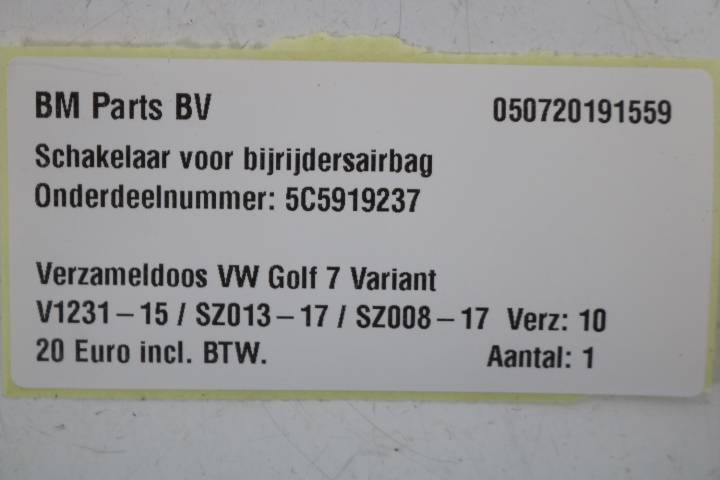 BM Parts BV 050720191559
Schakelaar voor bijrijdersairbag
Onderdeelnummer: 5C5919237
Verzameldoos VW Golf 7 Variant
V1231-15 / SZ013-17 / SZ008-17 Verz: 10
20 Euro incl. BTW. Aantal: 1